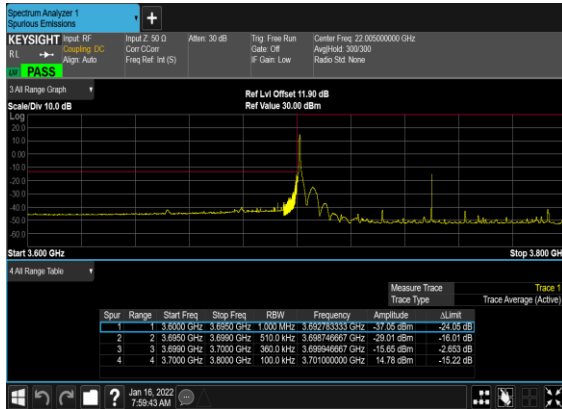 Spectrum Analyzer 1
Spurious Emissions
+
KEYSIGHT Input: RF Input Z: 50 Ω Atten: 30 dB Trig: Free Run Center Freq: 22.005000000 GHz
RL Coupling: DC Corr CCorr Gate: Off Avg|Hold: 300/300
Align: Auto Freq Ref: Int (S) IF Gain: Low Radio Std: None
LU PASS
3 All Range Graph
Ref Lvl Offset 11.90 dB
Scale/Div 10.0 dB Ref Value 30.00 dBm
Log
20.0
10.0
0.00
-10.0
-20.0
-30.0
-40.0
-50.0
-60.0
Start 3.600 GHz Stop 3.800 GH
4 All Range Table
Measure Trace Trace 1
Trace Type Trace Average (Active)
Spur Range Start Freq Stop Freq RBW Frequency Amplitude ΔLimit
1 1 3.6000 GHz 3.6950 GHz 1.000 MHz 3.692783333 GHz -37.05 dBm -24.05 dB
2 2 3.6950 GHz 3.6990 GHz 510.0 kHz 3.698746667 GHz -29.01 dBm -16.01 dB
3 3 3.6990 GHz 3.7000 GHz 360.0 kHz 3.699946667 GHz -15.65 dBm -2.653 dB
4 4 3.7000 GHz 3.8000 GHz 100.0 kHz 3.701000000 GHz 14.78 dBm -15.22 dB
? Jan 16, 2022
7:59:43 AM